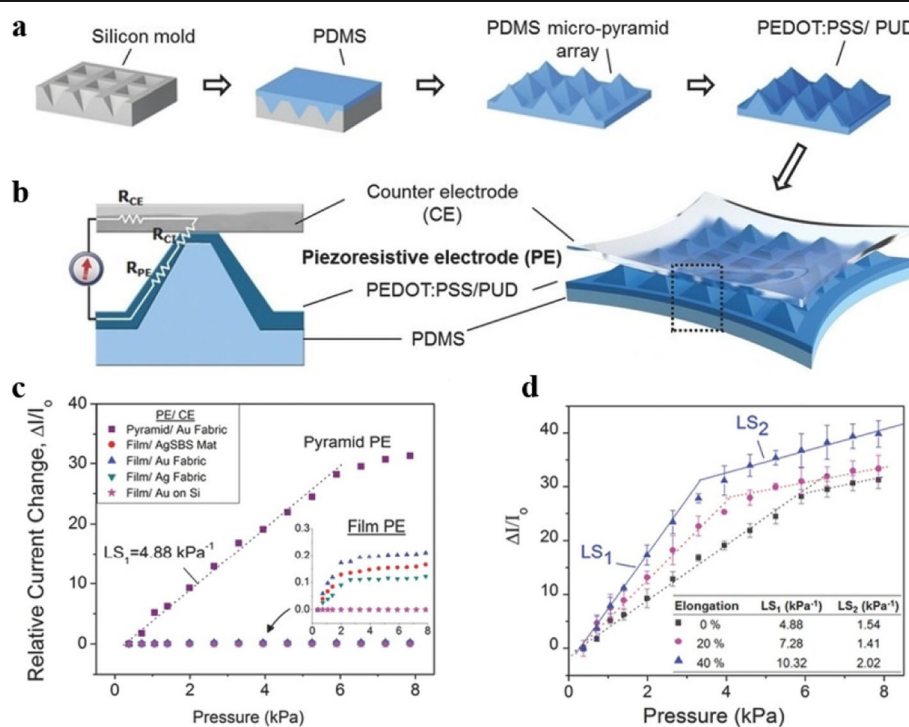 a
Silicon mold
PDMS
PDMS micro-pyramid
array
PEDOT:PSS/ PUD
b
R_CE
R_CE
R_PE
Counter electrode
(CE)
Piezoresistive electrode (PE)
PEDOT:PSS/PUD
PDMS
c
Relative Current Change, ΔI/I_o
40
30
20
10
0
PE/ CE
Pyramid/ Au Fabric
Film/ AgSBS Mat
Film/ Au Fabric
Film/ Ag Fabric
Film/ Au on Si
Pyramid PE
LS₁=4.88 kPa⁻¹
Film PE
0.3
0.2
0.1
0.0
0 2 4 6 8
0 1 2 3 4 5 6 7 8
Pressure (kPa)
d
ΔI/I_o
40
30
20
10
0
LS₂
LS₁
Elongation LS₁ (kPa⁻¹) LS₂ (kPa⁻¹)
0 % 4.88 1.54
20 % 7.28 1.41
40 % 10.32 2.02
0 2 4 6 8
Pressure (kPa)